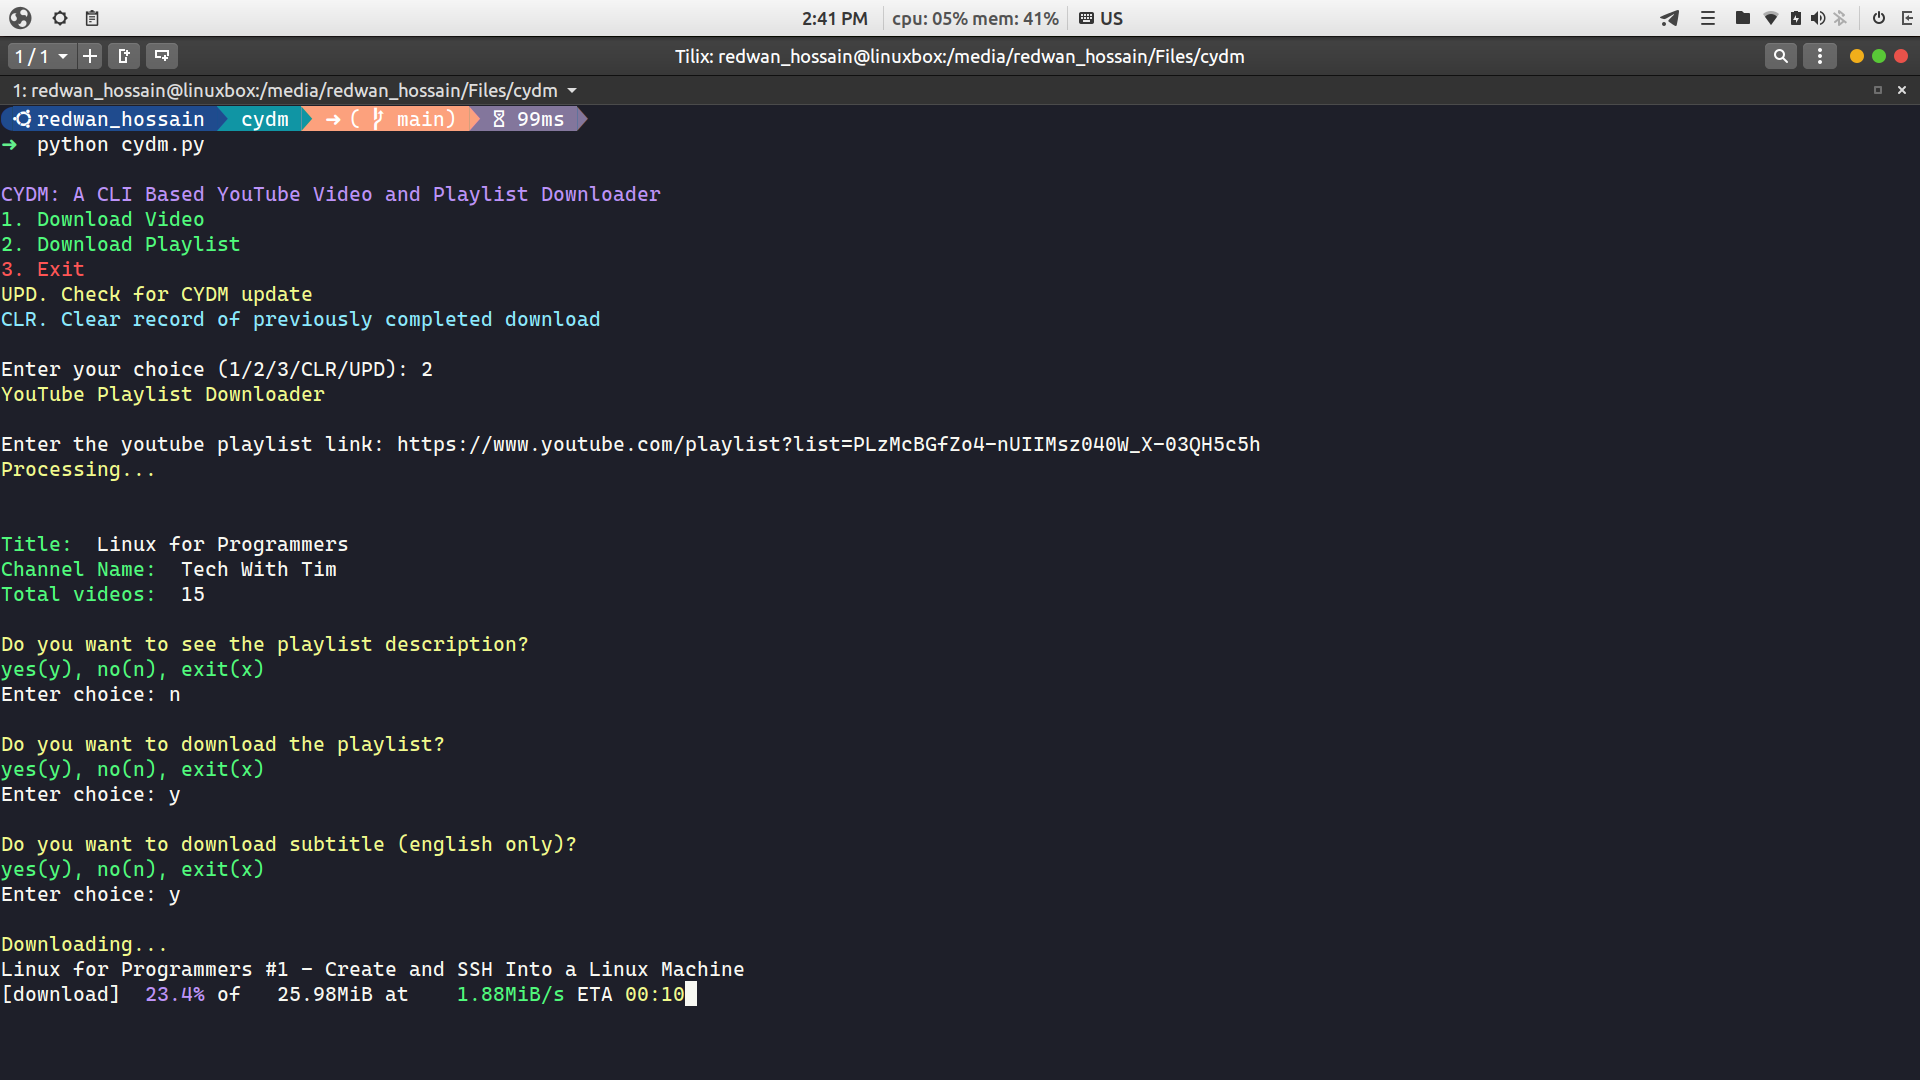 2:41 PM cpu: 05% mem: 41% US
1 / 1 Tilix: redwan_hossain@linuxbox:/media/redwan_hossain/Files/cydm
1: redwan_hossain@linuxbox:/media/redwan_hossain/Files/cydm
redwan_hossain cydm ➜ ( main) 99ms
➜ python cydm.py
CYDM: A CLI Based YouTube Video and Playlist Downloader
1. Download Video
2. Download Playlist
3. Exit
UPD. Check for CYDM update
CLR. Clear record of previously completed download
Enter your choice (1/2/3/CLR/UPD): 2
YouTube Playlist Downloader
Enter the youtube playlist link: https://www.youtube.com/playlist?list=PLzMcBGfZo4-nUIIMsz040W_X-03QH5c5h
Processing...
Title: Linux for Programmers
Channel Name: Tech With Tim
Total videos: 15
Do you want to see the playlist description?
yes(y), no(n), exit(x)
Enter choice: n
Do you want to download the playlist?
yes(y), no(n), exit(x)
Enter choice: y
Do you want to download subtitle (english only)?
yes(y), no(n), exit(x)
Enter choice: y
Downloading...
Linux for Programmers #1 - Create and SSH Into a Linux Machine
[download] 23.4% of 25.98MiB at 1.88MiB/s ETA 00:10